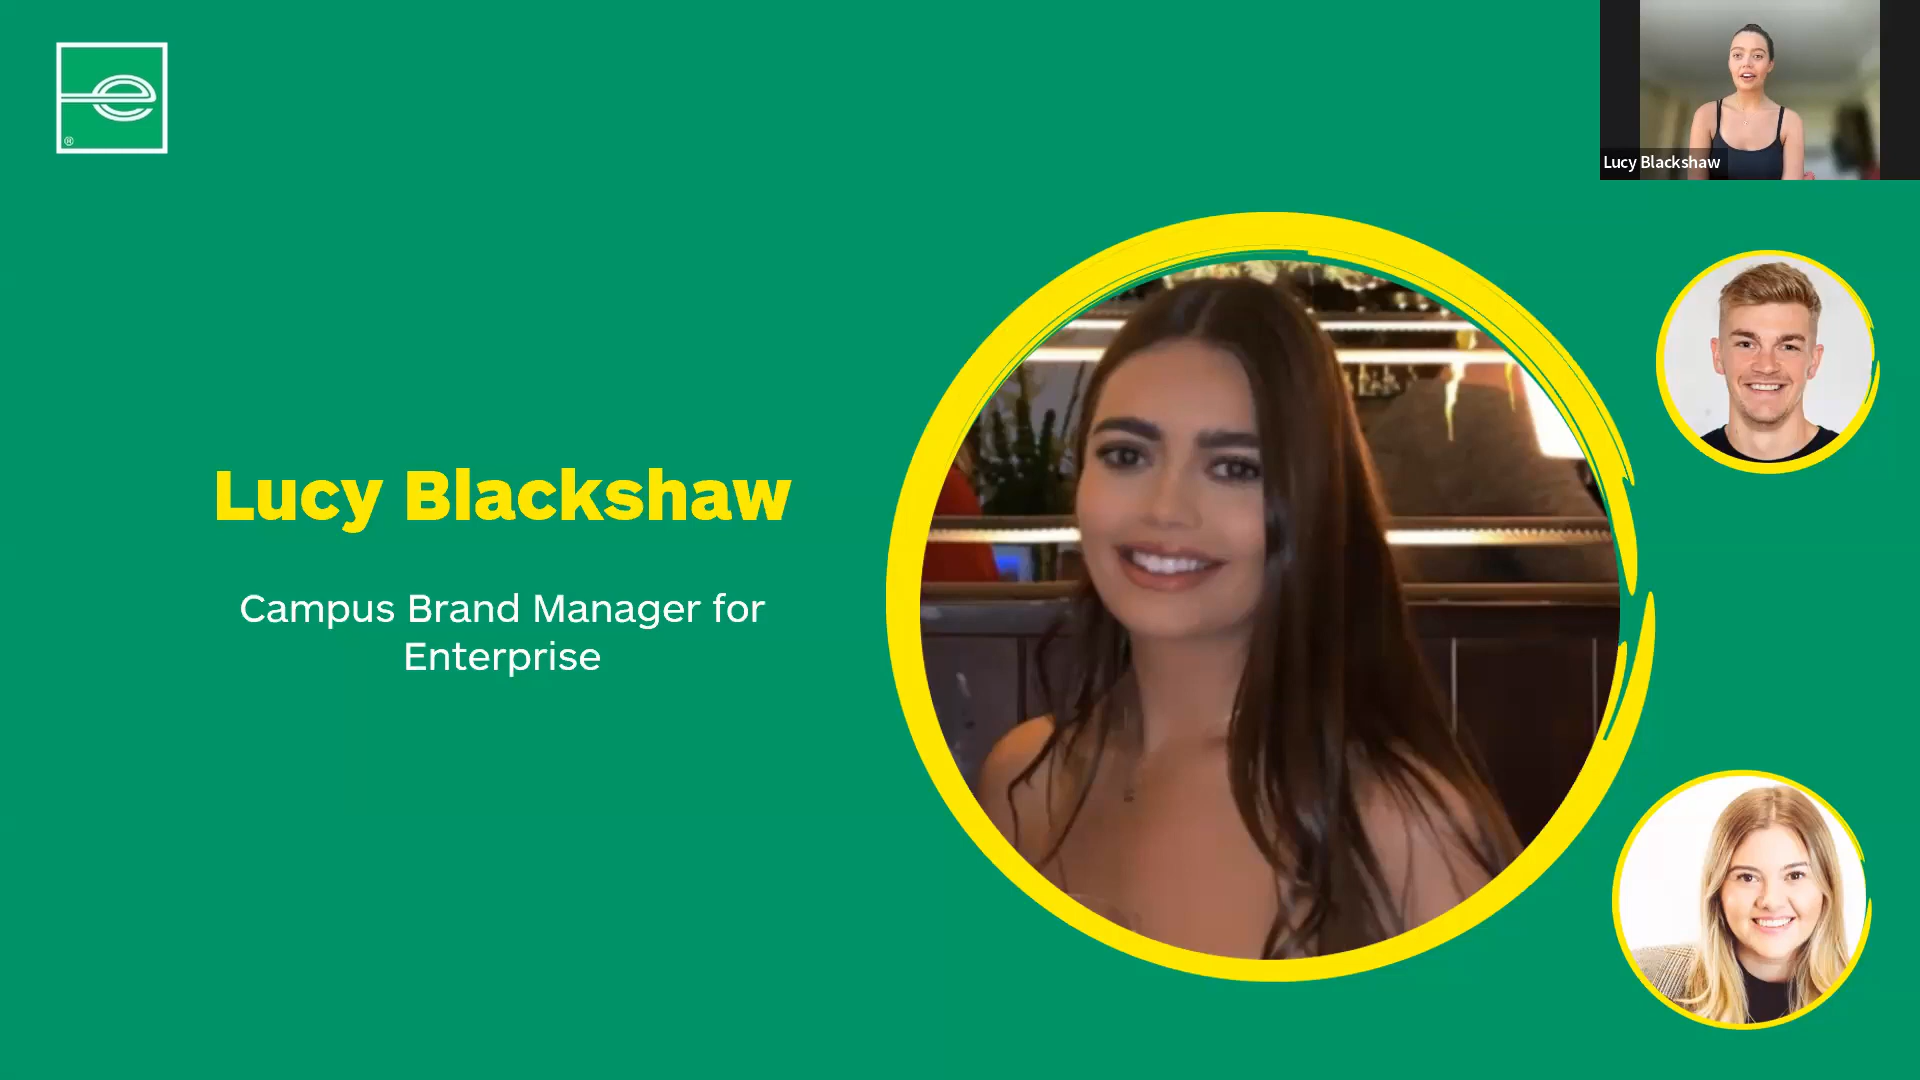 e
®
Lucy Blackshaw
Lucy Blackshaw
Campus Brand Manager for
Enterprise